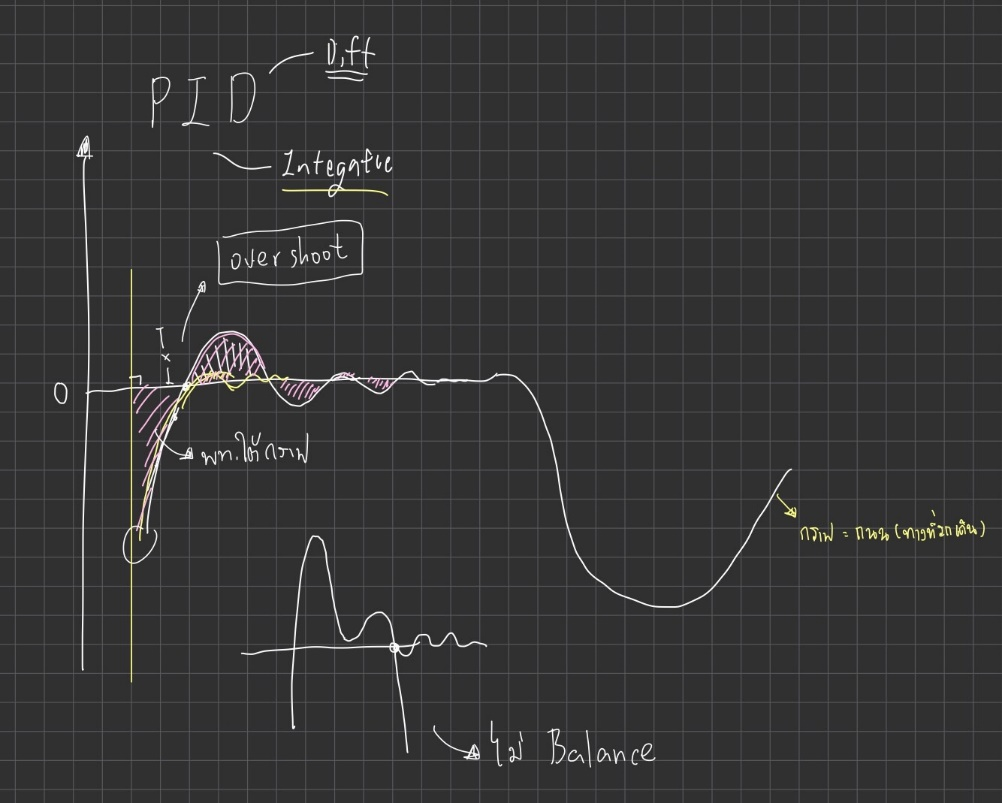 Diff
PID
Integative
overshoot
x
0
พท.ใต้กราฟ
กราฟ = ถนน (ทางที่รถเดิน)
ไม่ Balance